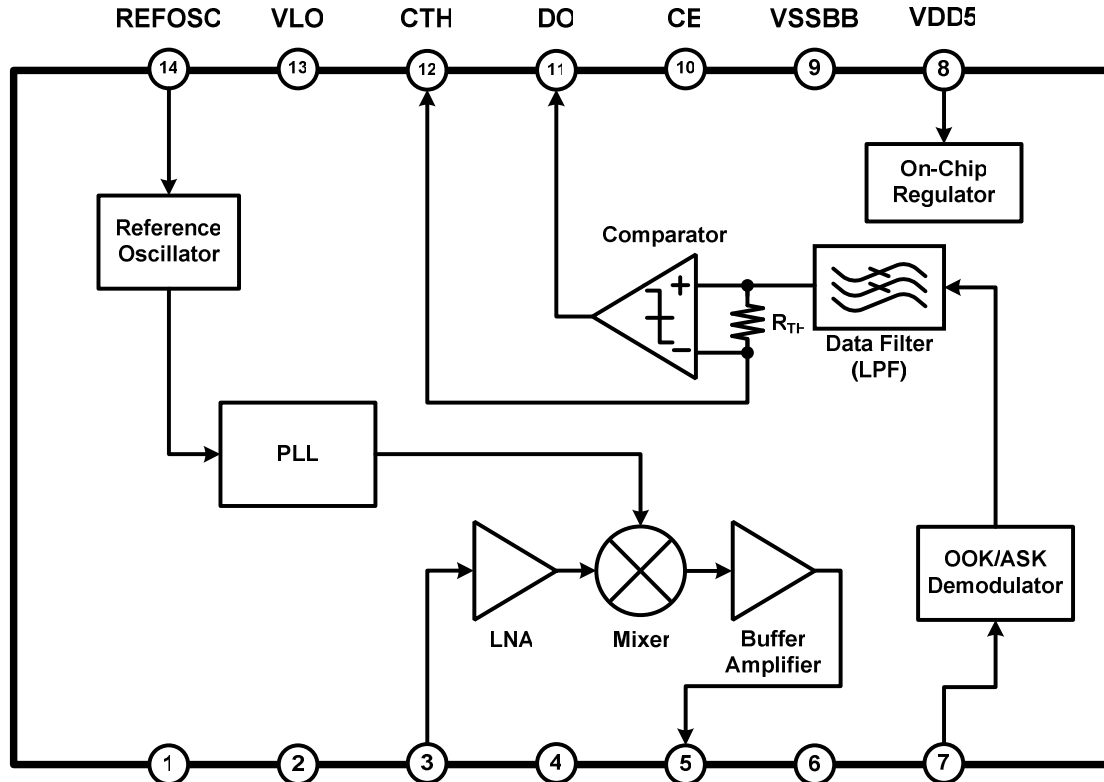 REFOSC VLO CTH DO CE VSSBB VDD5
14 13 12 11 10 9 8
On-Chip
Regulator
Reference
Oscillator
Comparator
+
−
RTH
Data Filter
(LPF)
PLL
OOK/ASK
Demodulator
LNA
Mixer
Buffer
Amplifier
1 2 3 4 5 6 7